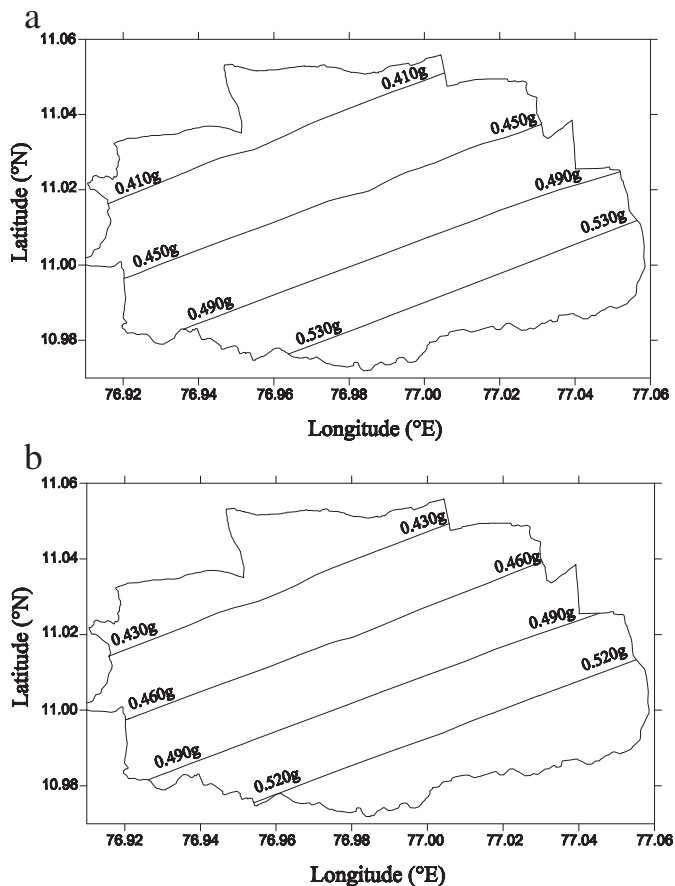 a
11.06
0.410g
11.04
0.450g
0.490g
0.410g
11.02
0.530g
0.450g
11.00
0.490g
0.530g
10.98
Latitude (°N)
76.92 76.94 76.96 76.98 77.00 77.02 77.04 77.06
Longitude (°E)
b
11.06
0.430g
11.04
0.460g
0.490g
0.430g
11.02
0.520g
0.460g
11.00
0.490g
0.520g
10.98
Latitude (°N)
76.92 76.94 76.96 76.98 77.00 77.02 77.04 77.06
Longitude (°E)